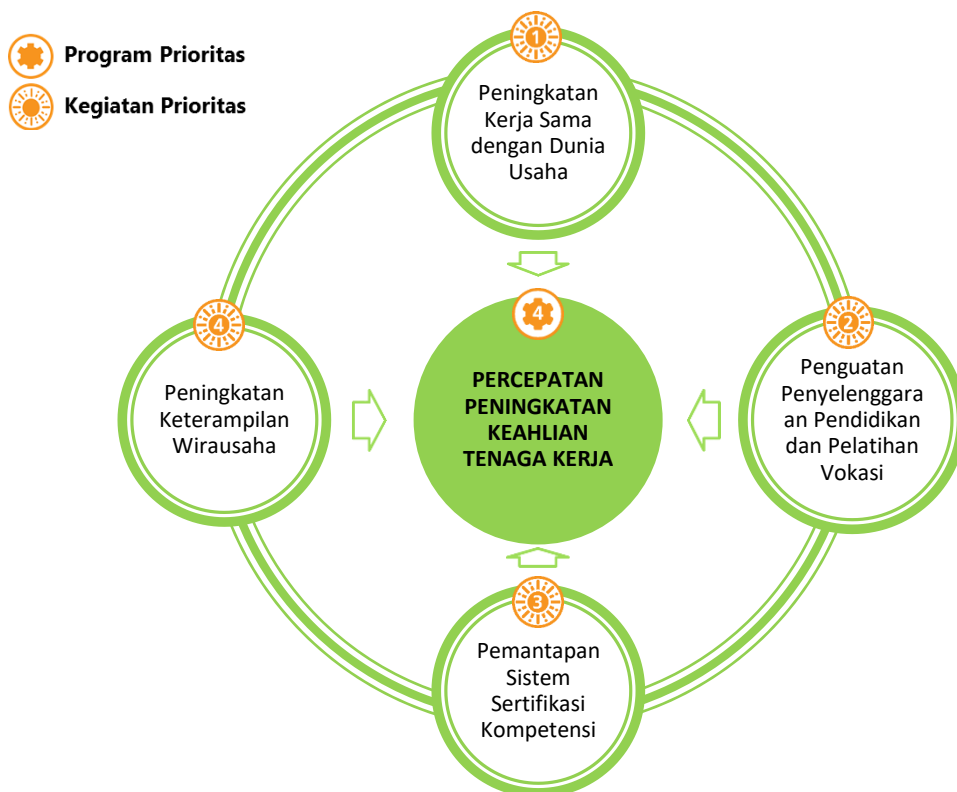 Program Prioritas
Kegiatan Prioritas
1
Peningkatan
Kerja Sama
dengan Dunia
Usaha
4
Peningkatan
Keterampilan
Wirausaha
4
PERCEPATAN
PENINGKATAN
KEAHLIAN
TENAGA KERJA
2
Penguatan
Penyelenggara
an Pendidikan
dan Pelatihan
Vokasi
3
Pemantapan
Sistem
Sertifikasi
Kompetensi